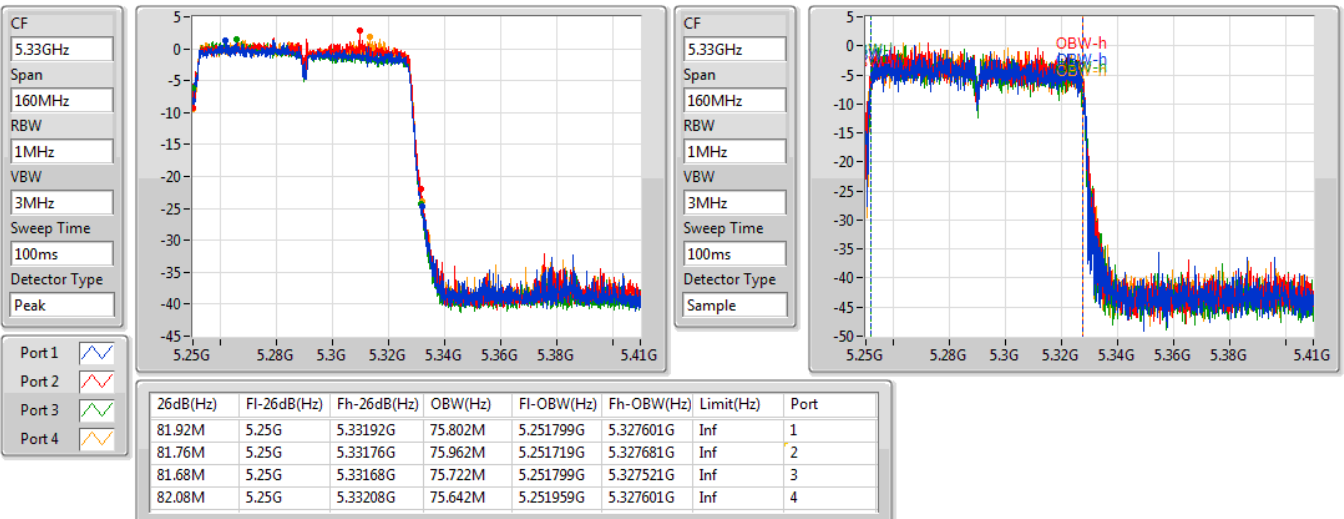 CF
5.33GHz
Span
160MHz
RBW
1MHz
VBW
3MHz
Sweep Time
100ms
Detector Type
Peak
5
0
-5
-10
-15
-20
-25
-30
-35
-40
-45
5.25G 5.28G 5.3G 5.32G 5.34G 5.36G 5.38G 5.41G
CF
5.33GHz
Span
160MHz
RBW
1MHz
VBW
3MHz
Sweep Time
100ms
Detector Type
Sample
5
0
-5
-10
-15
-20
-25
-30
-35
-40
-45
-50
OBW-h
OBW-h
OBW-h
5.25G 5.28G 5.3G 5.32G 5.34G 5.36G 5.38G 5.41G
Port 1
Port 2
Port 3
Port 4
26dB(Hz) Fl-26dB(Hz) Fh-26dB(Hz) OBW(Hz) Fl-OBW(Hz) Fh-OBW(Hz) Limit(Hz) Port
81.92M 5.25G 5.33192G 75.802M 5.251799G 5.327601G Inf 1
81.76M 5.25G 5.33176G 75.962M 5.251719G 5.327681G Inf 2
81.68M 5.25G 5.33168G 75.722M 5.251799G 5.327521G Inf 3
82.08M 5.25G 5.33208G 75.642M 5.251959G 5.327601G Inf 4